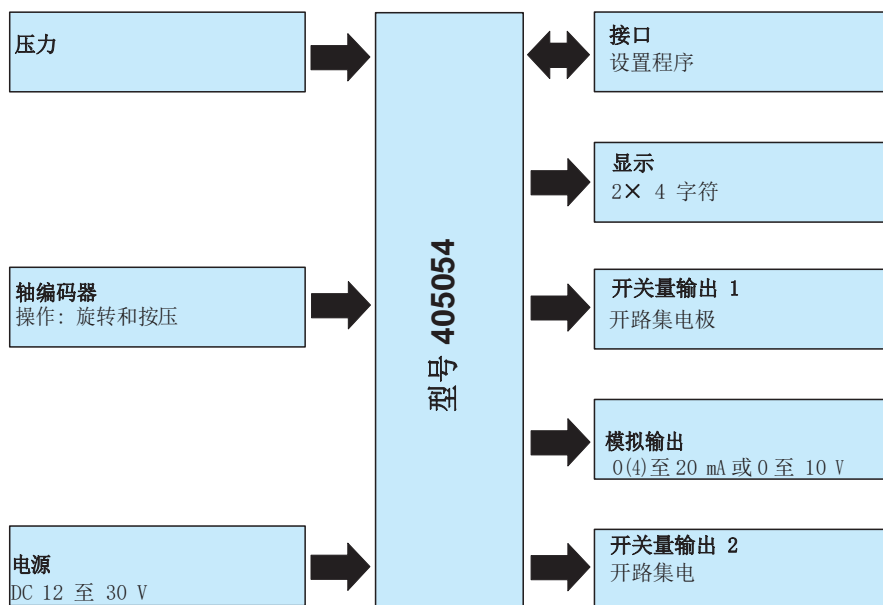 压力
接口
设置程序
显示
2× 4 字符
轴编码器
操作: 旋转和按压
型号 405054
开关量输出 1
开路集电极
模拟输出
0(4)至 20 mA 或 0 至 10 V
电源
DC 12 至 30 V
开关量输出 2
开路集电